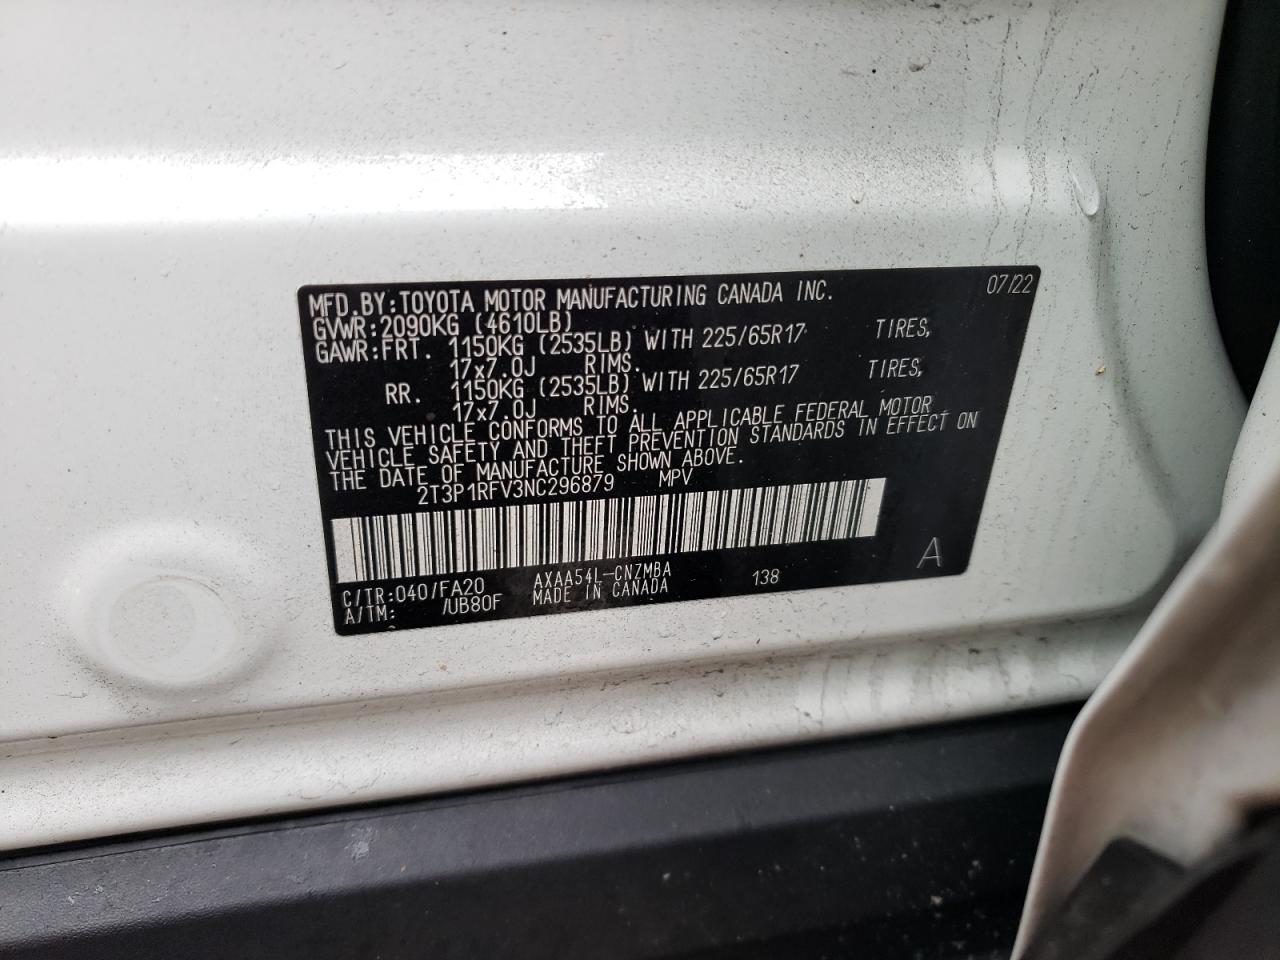 MFD.BY:TOYOTA MOTOR MANUFACTURING CANADA INC. 07/22
GVWR:2090KG (4610LB)
GAWR:FRT. 1150KG (2535LB) WITH 225/65R17 TIRES,
17x7.0J RIMS.
RR. 1150KG (2535LB) WITH 225/65R17 TIRES,
17x7.0J RIMS.
THIS VEHICLE CONFORMS TO ALL APPLICABLE FEDERAL MOTOR
VEHICLE SAFETY AND THEFT PREVENTION STANDARDS IN EFFECT ON
THE DATE OF MANUFACTURE SHOWN ABOVE.
2T3P1RFV3NC296879 MPV
C/TR:040/FA20 AXAA54L-CNZMBA 138 A
A/TM: /UB80F MADE IN CANADA